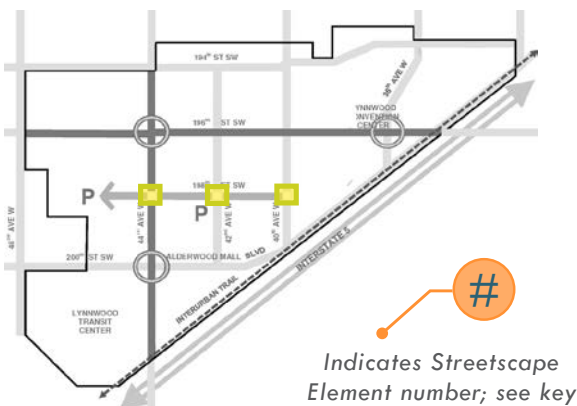 194th ST SW
36th AVE W
LYNNWOOD
CONVENTION
CENTER
196th ST SW
198th ST SW
P
P
44th AVE W
42nd AVE W
40th AVE W
48th AVE W
200th ST SW
ALDERWOOD MALL BLVD
INTERSTATE 5
INTERURBAN TRAIL
LYNNWOOD
TRANSIT
CENTER
#
Indicates Streetscape
Element number; see key